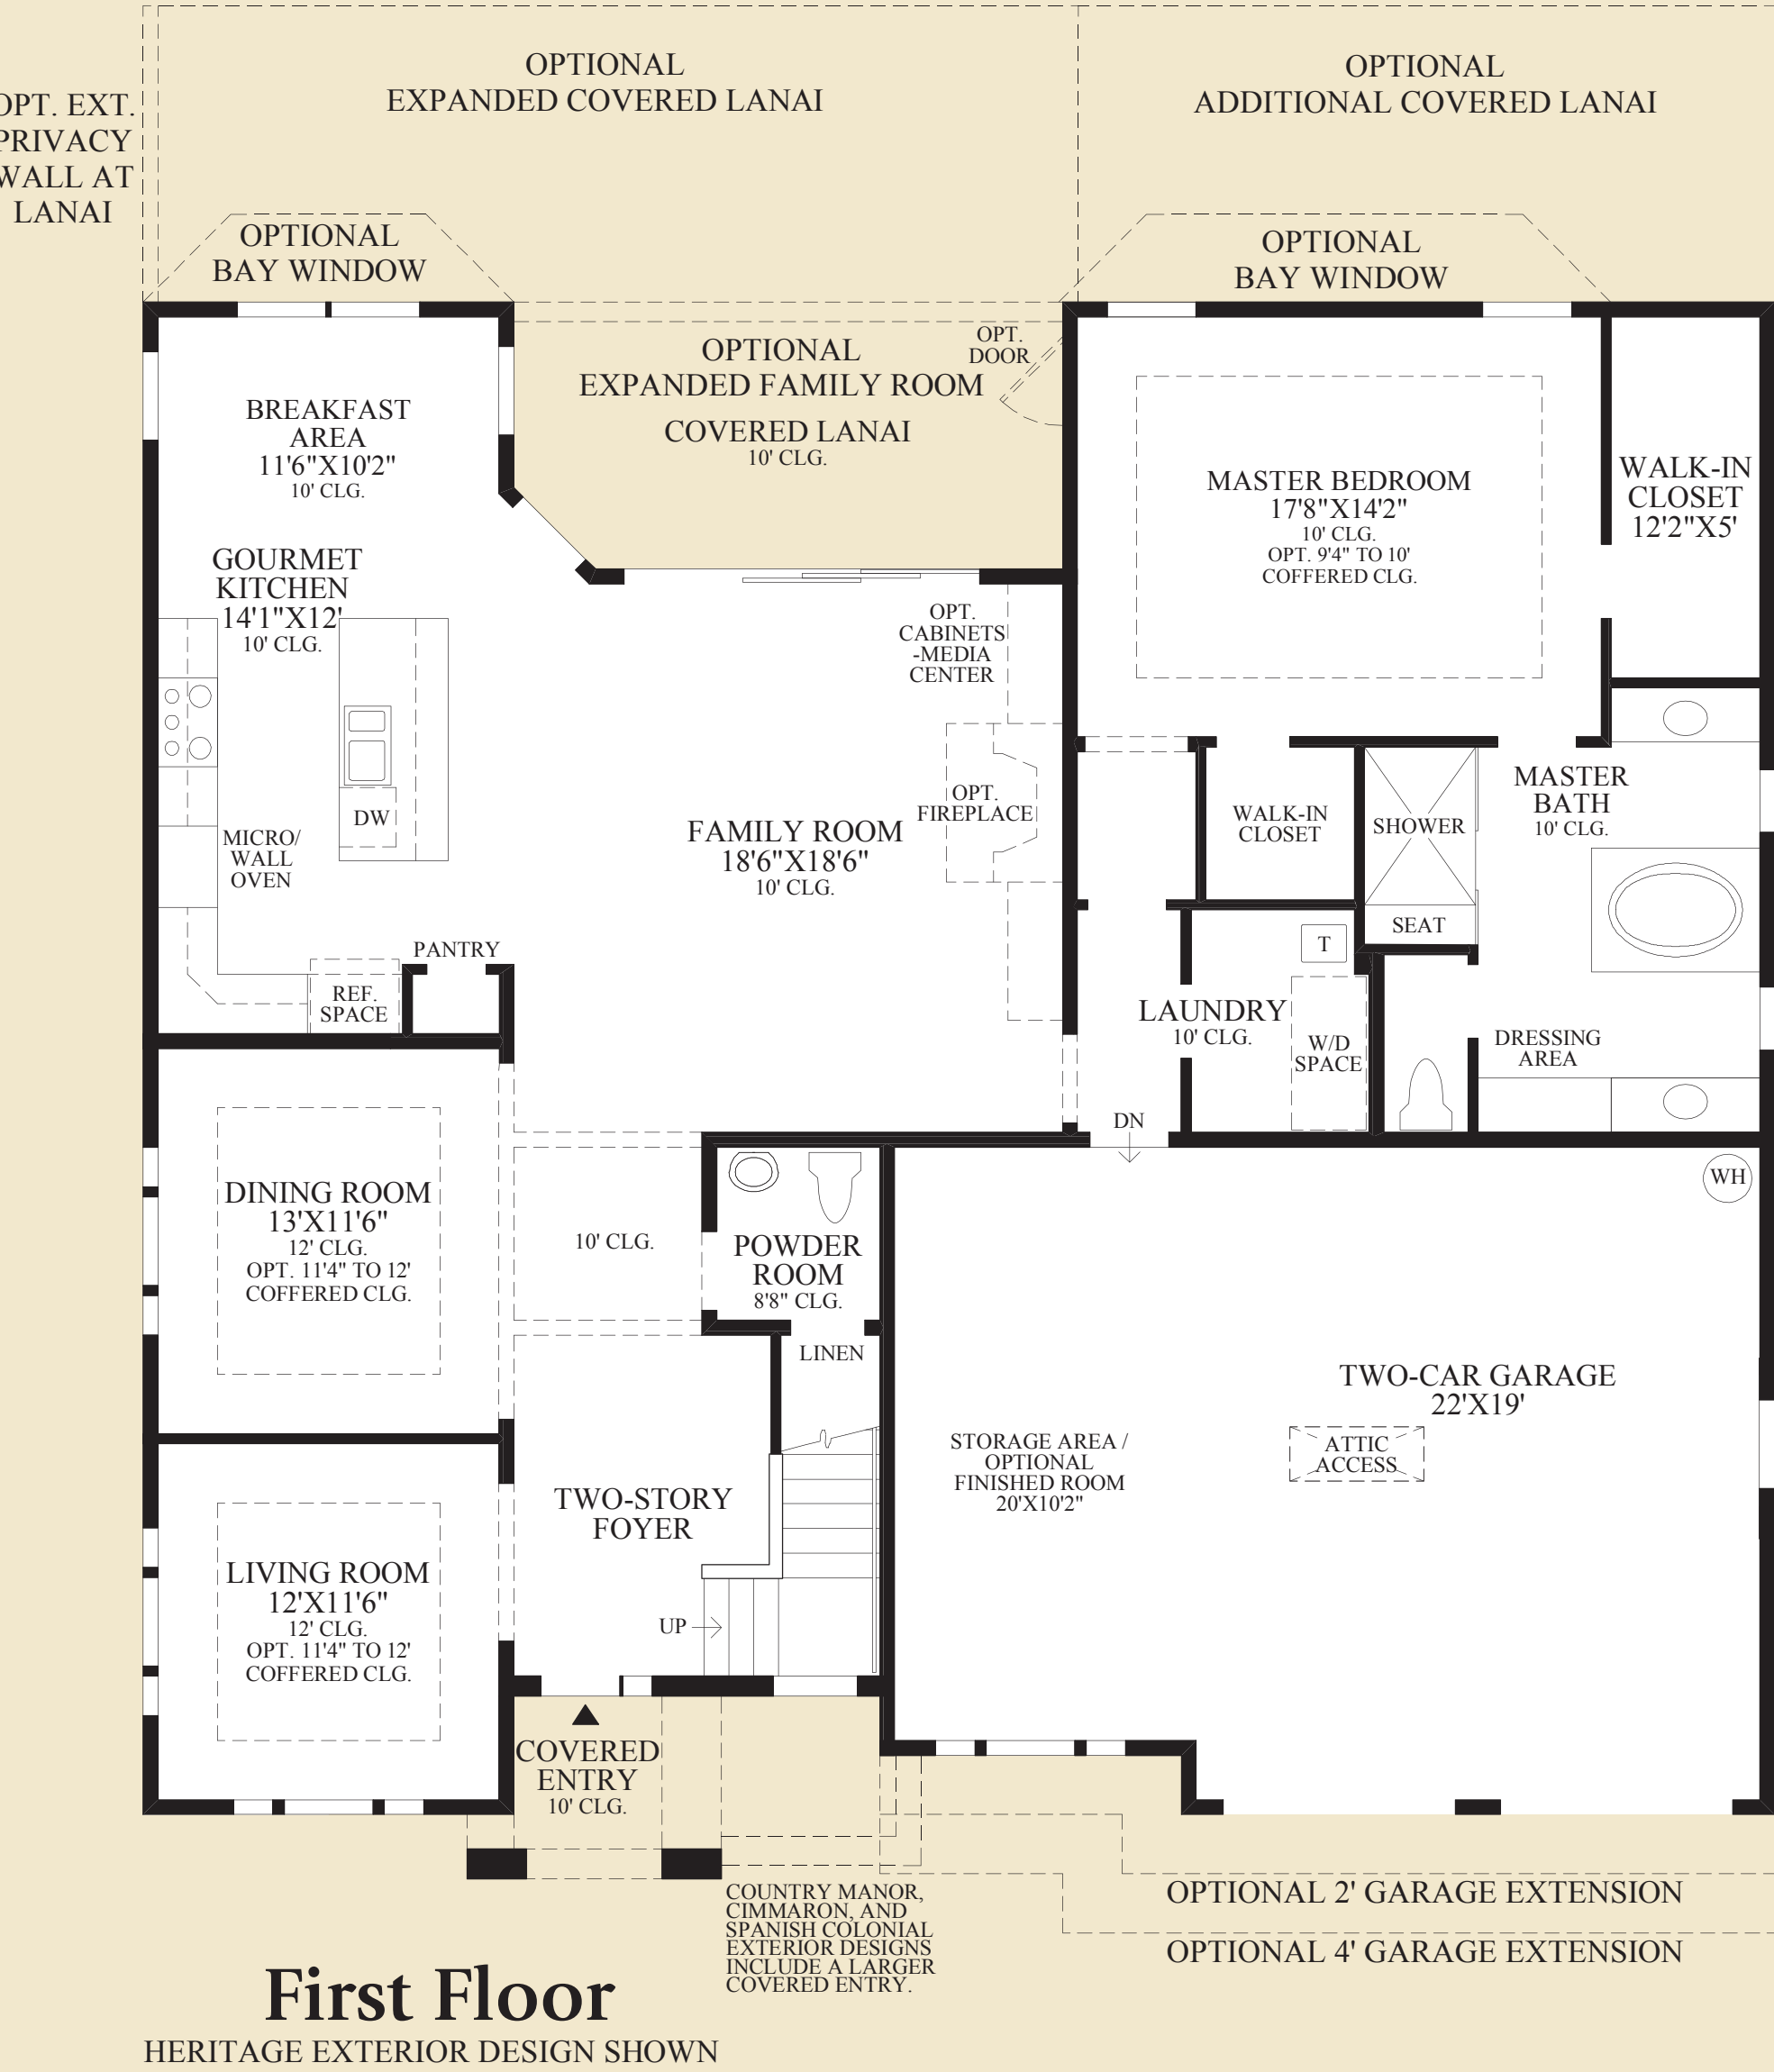 OPTIONAL
EXPANDED COVERED LANAI
OPTIONAL
ADDITIONAL COVERED LANAI
OPT. EXT.
PRIVACY
WALL AT
LANAI
OPTIONAL
BAY WINDOW
OPTIONAL
BAY WINDOW
OPT.
DOOR
OPTIONAL
EXPANDED FAMILY ROOM
COVERED LANAI
10' CLG.
BREAKFAST
AREA
11'6"X10'2"
10' CLG.
MASTER BEDROOM
17'8"X14'2"
10' CLG.
OPT. 9'4" TO 10'
COFFERED CLG.
WALK-IN
CLOSET
12'2"X5'
GOURMET
KITCHEN
14'1"X12'
10' CLG.
OPT.
CABINETS
-MEDIA
CENTER
DW
MICRO/
WALL
OVEN
FAMILY ROOM
18'6"X18'6"
10' CLG.
OPT.
FIREPLACE
WALK-IN
CLOSET
SHOWER
SEAT
MASTER
BATH
10' CLG.
PANTRY
REF.
SPACE
T
LAUNDRY
10' CLG.
W/D
SPACE
DRESSING
AREA
DN
WH
DINING ROOM
13'X11'6"
12' CLG.
OPT. 11'4" TO 12'
COFFERED CLG.
10' CLG.
POWDER
ROOM
8'8" CLG.
LINEN
TWO-CAR GARAGE
22'X19'
ATTIC
ACCESS
STORAGE AREA /
OPTIONAL
FINISHED ROOM
20'X10'2"
TWO-STORY
FOYER
UP
LIVING ROOM
12'X11'6"
12' CLG.
OPT. 11'4" TO 12'
COFFERED CLG.
COVERED
ENTRY
10' CLG.
COUNTRY MANOR,
CIMMARON, AND
SPANISH COLONIAL
EXTERIOR DESIGNS
INCLUDE A LARGER
COVERED ENTRY.
OPTIONAL 2' GARAGE EXTENSION
OPTIONAL 4' GARAGE EXTENSION
First Floor
HERITAGE EXTERIOR DESIGN SHOWN